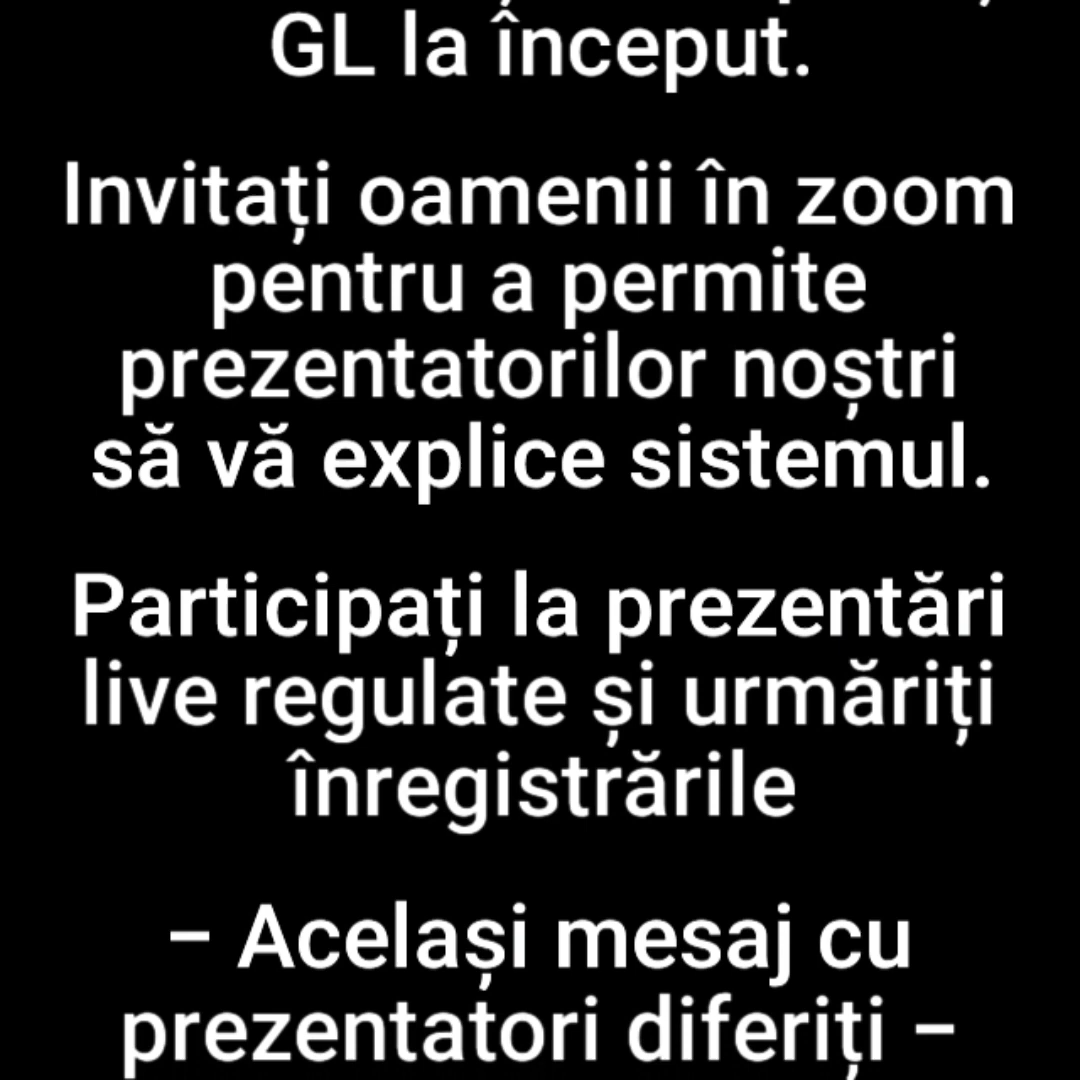 GL la început.
Invitați oamenii în zoom
pentru a permite
prezentatorilor noștri
să vă explice sistemul.
Participați la prezentări
live regulate și urmăriți
înregistrările
– Același mesaj cu
prezentatori diferiți –